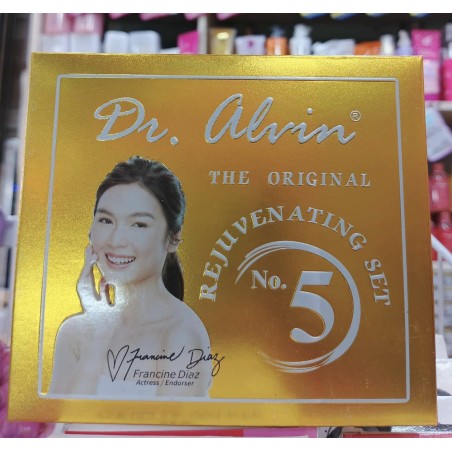 Dr. Alvin®
THE ORIGINAL
REJUVENATING SET
No. 5
Francine Diaz
Francine Diaz
Actress / Endorser